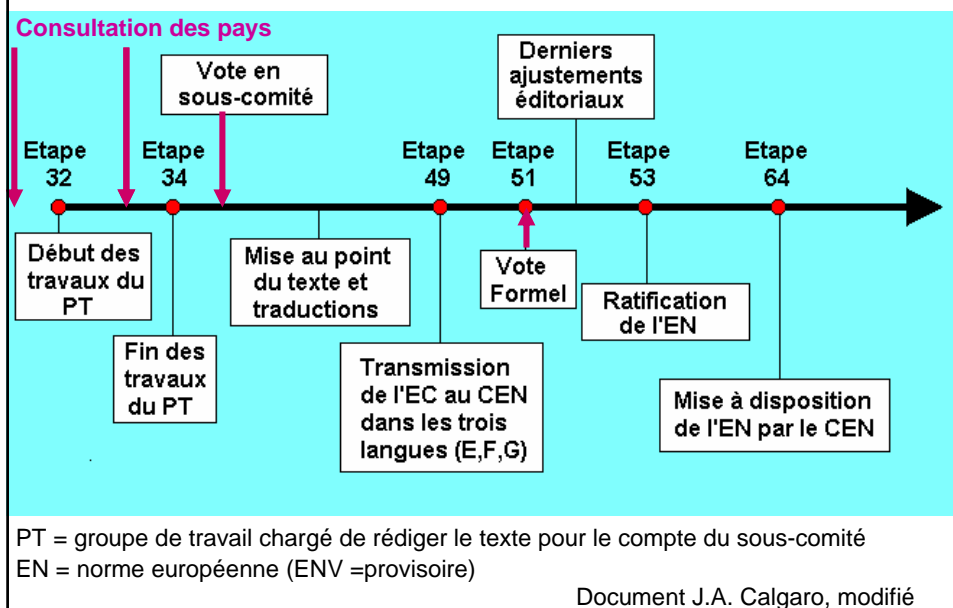 Consultation des pays
Vote en
sous-comité
Derniers
ajustements
éditoriaux
Etape
32
Etape
34
Etape
49
Etape
51
Etape
53
Etape
64
Début des
travaux du
PT
Fin des
travaux
du PT
Mise au point
du texte et
traductions
Transmission
de l'EC au CEN
dans les trois
langues (E,F,G)
Vote
Formel
Ratification
de l'EN
Mise à disposition
de l'EN par le CEN
PT = groupe de travail chargé de rédiger le texte pour le compte du sous-comité
EN = norme européenne (ENV =provisoire)
Document J.A. Calgaro, modifié